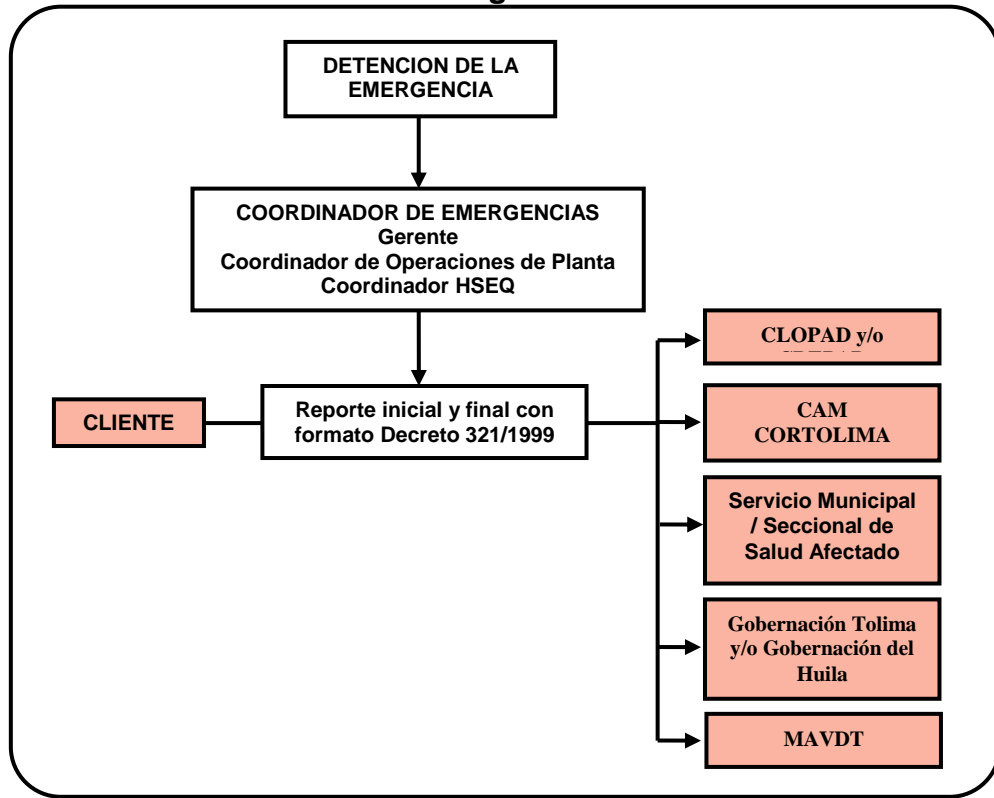 DETENCION DE LA
EMERGENCIA
COORDINADOR DE EMERGENCIAS
Gerente
Coordinador de Operaciones de Planta
Coordinador HSEQ
CLIENTE
Reporte inicial y final con
formato Decreto 321/1999
CLOPAD y/o
CAM
CORTOLIMA
Servicio Municipal
/ Seccional de
Salud Afectado
Gobernación Tolima
y/o Gobernación del
Huila
MAVDT